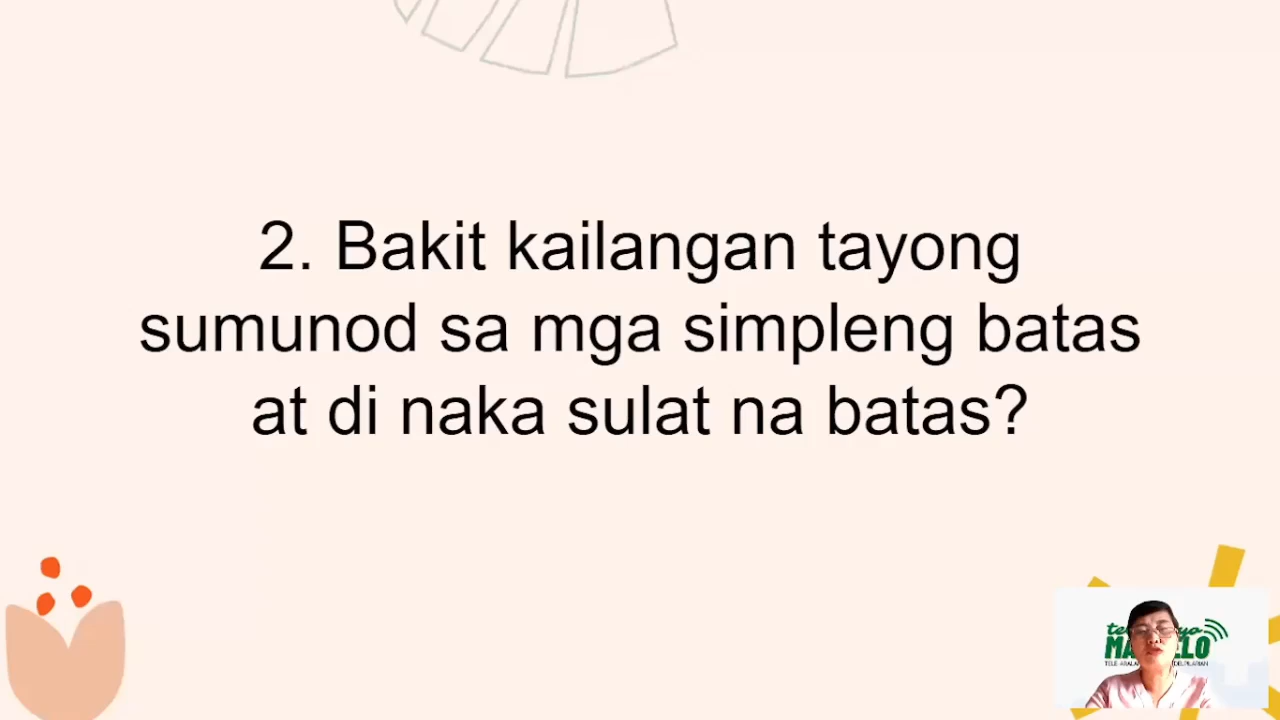 2. Bakit kailangan tayong
sumunod sa mga simpleng batas
at di naka sulat na batas?